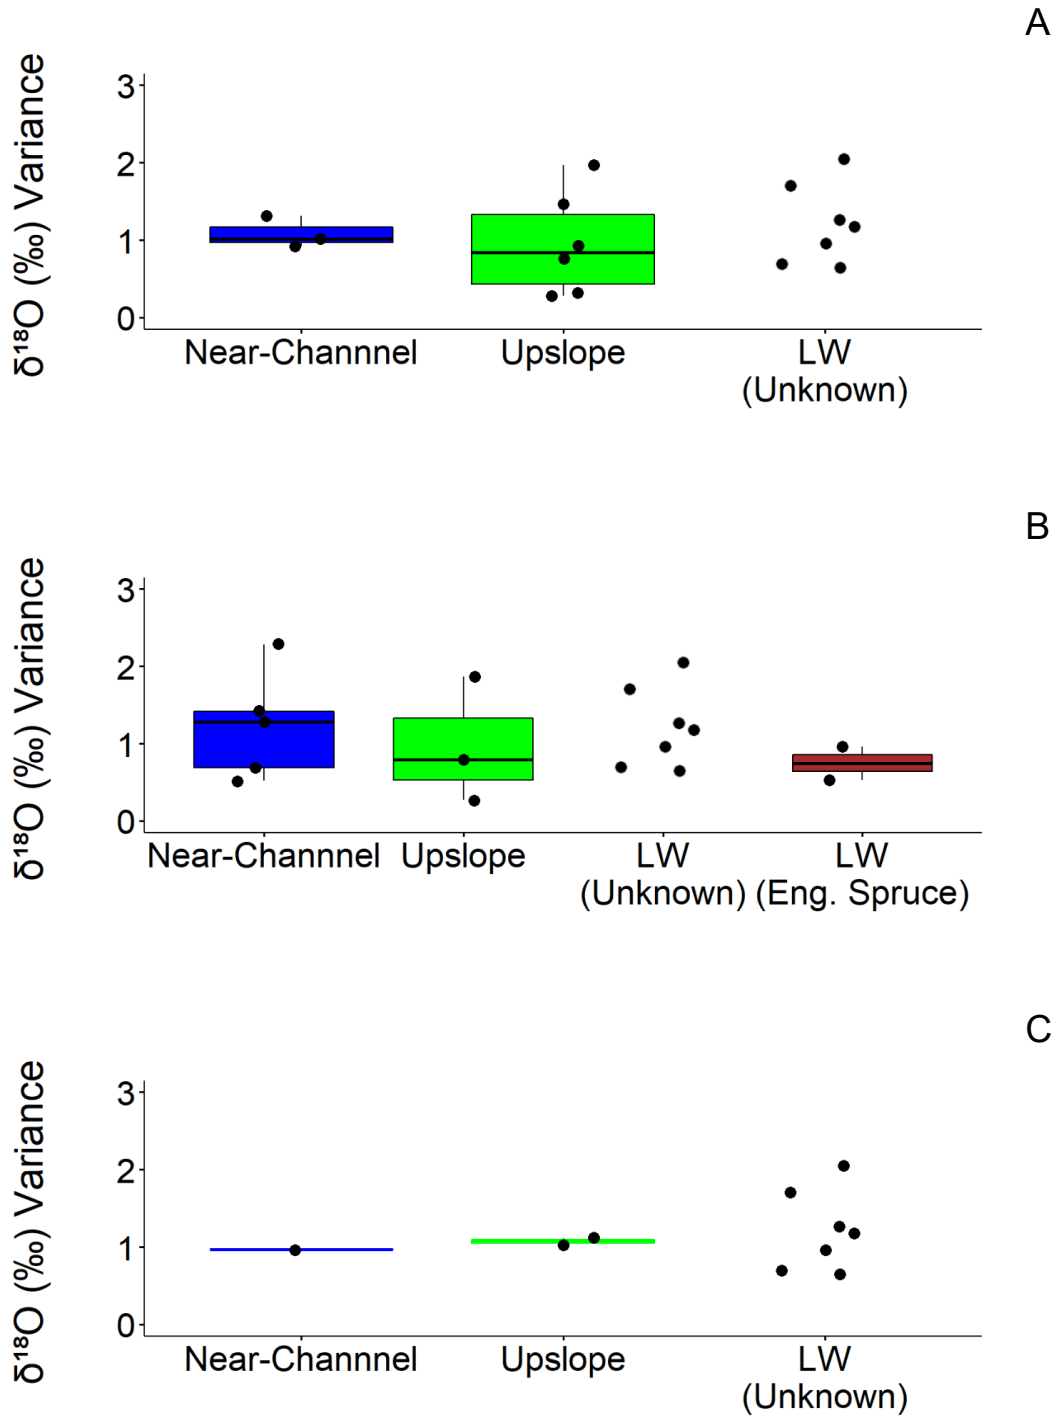 A
δ¹⁸O (‰) Variance
3
2
1
0
Near-Channnel Upslope LW
(Unknown)
B
δ¹⁸O (‰) Variance
3
2
1
0
Near-Channnel Upslope LW LW
(Unknown) (Eng. Spruce)
C
δ¹⁸O (‰) Variance
3
2
1
0
Near-Channnel Upslope LW
(Unknown)